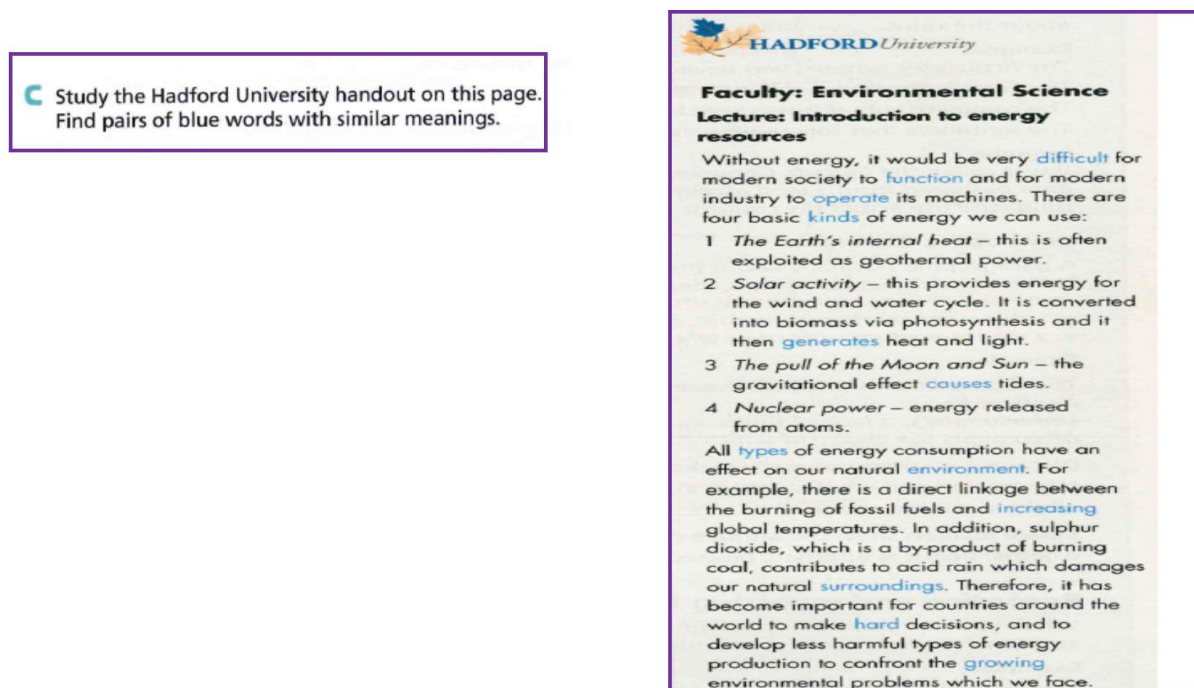 C Study the Hadford University handout on this page.
Find pairs of blue words with similar meanings.
HADFORD University
Faculty: Environmental Science
Lecture: Introduction to energy
resources
Without energy, it would be very difficult for
modern society to function and for modern
industry to operate its machines. There are
four basic kinds of energy we can use:
1 The Earth's internal heat – this is often
exploited as geothermal power.
2 Solar activity – this provides energy for
the wind and water cycle. It is converted
into biomass via photosynthesis and it
then generates heat and light.
3 The pull of the Moon and Sun – the
gravitational effect causes tides.
4 Nuclear power – energy released
from atoms.
All types of energy consumption have an
effect on our natural environment. For
example, there is a direct linkage between
the burning of fossil fuels and increasing
global temperatures. In addition, sulphur
dioxide, which is a by-product of burning
coal, contributes to acid rain which damages
our natural surroundings. Therefore, it has
become important for countries around the
world to make hard decisions, and to
develop less harmful types of energy
production to confront the growing
environmental problems which we face.